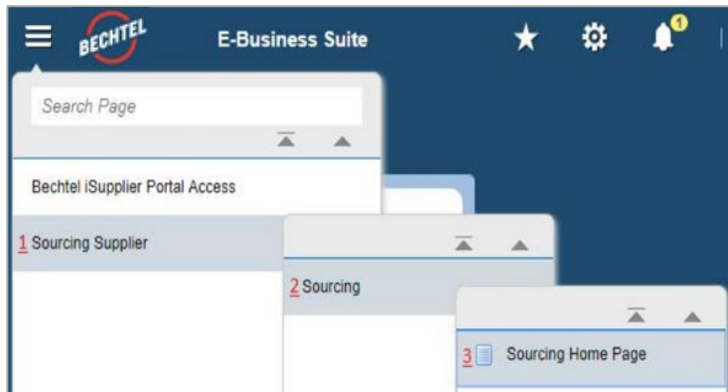 BECHTEL E-Business Suite 1
Search Page
Bechtel iSupplier Portal Access
1 Sourcing Supplier
2 Sourcing
3 Sourcing Home Page